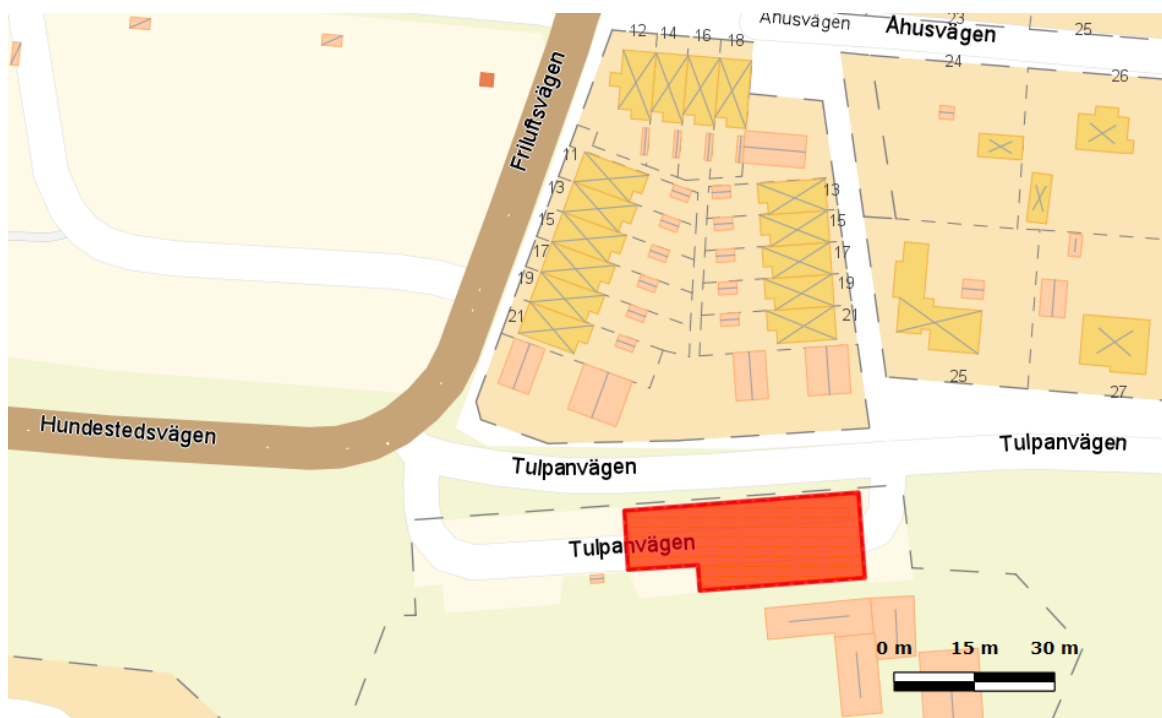 23
Åhusvägen
Åhusvägen
25
12
14
16
18
24
26
Friluftsvägen
11
13
13
15
15
17
17
19
19
21
21
25
27
Hundestedsvägen
Tulpanvägen
Tulpanvägen
Tulpanvägen
0 m 15 m 30 m